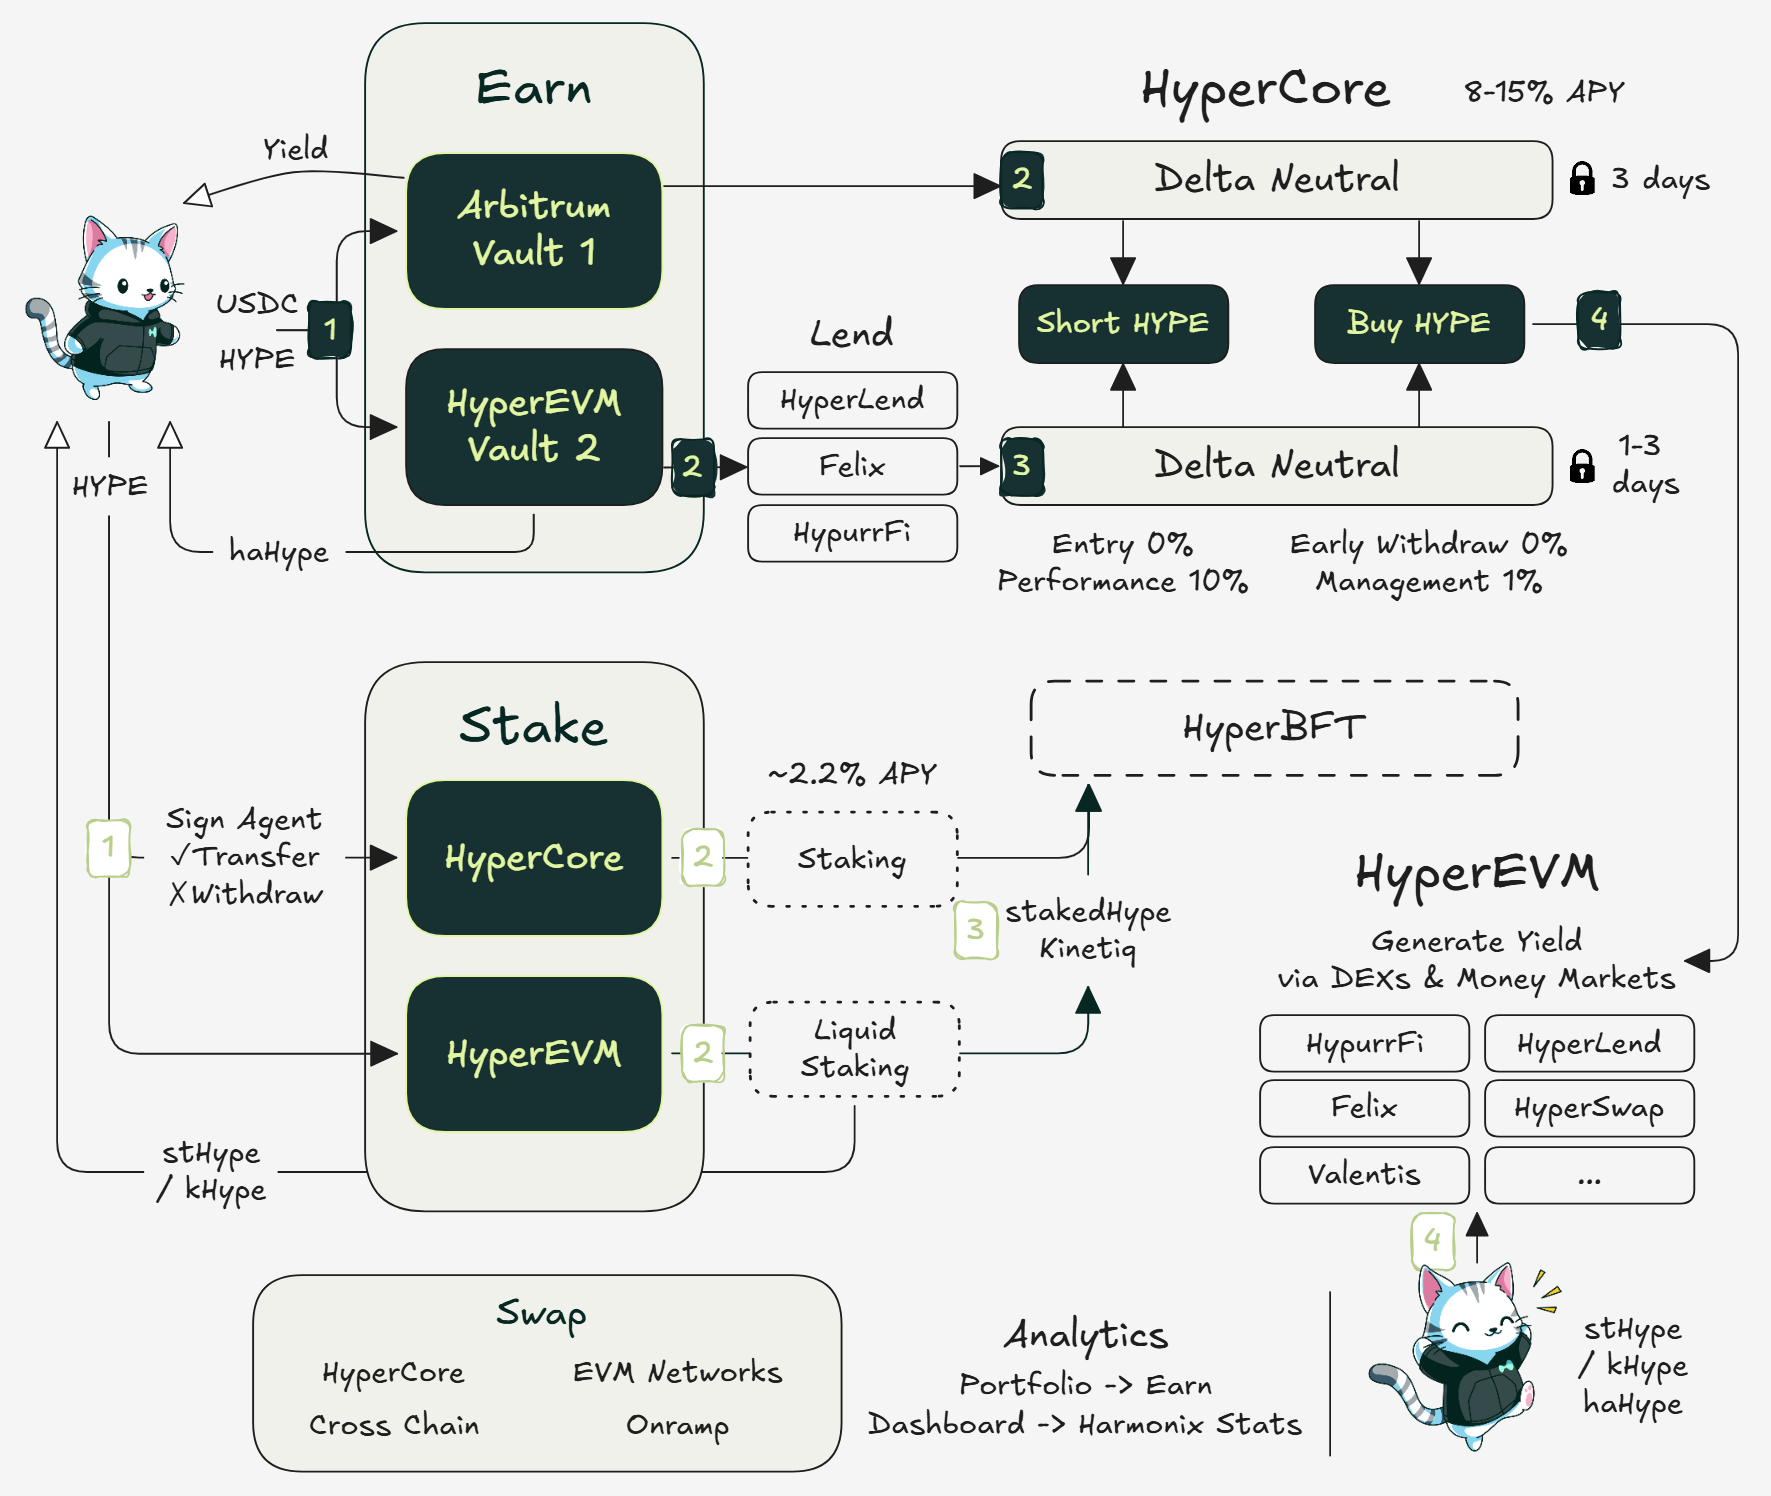 Earn
HyperCore
8-15% APY
Yield
Arbitrum
Vault 1
2
Delta Neutral
3 days
USDC
1
HYPE
Short HYPE
Buy HYPE
4
Lend
HyperEVM
Vault 2
2
HyperLend
Felix
HypurrFi
3
Delta Neutral
1-3
days
HYPE
haHype
Entry 0%
Performance 10%
Early Withdraw 0%
Management 1%
Stake
HyperBFT
~2.2% APY
1
Sign Agent
✓Transfer
XWithdraw
HyperCore
2
Staking
3
stakedHype
Kinetiq
HyperEVM
2
Liquid
Staking
stHype
/ kHype
HyperEVM
Generate Yield
via DEXs & Money Markets
HypurrFi
HyperLend
Felix
HyperSwap
Valentis
...
4
Swap
HyperCore
EVM Networks
Cross Chain
Onramp
Analytics
Portfolio -> Earn
Dashboard -> Harmonix Stats
stHype
/ kHype
haHype